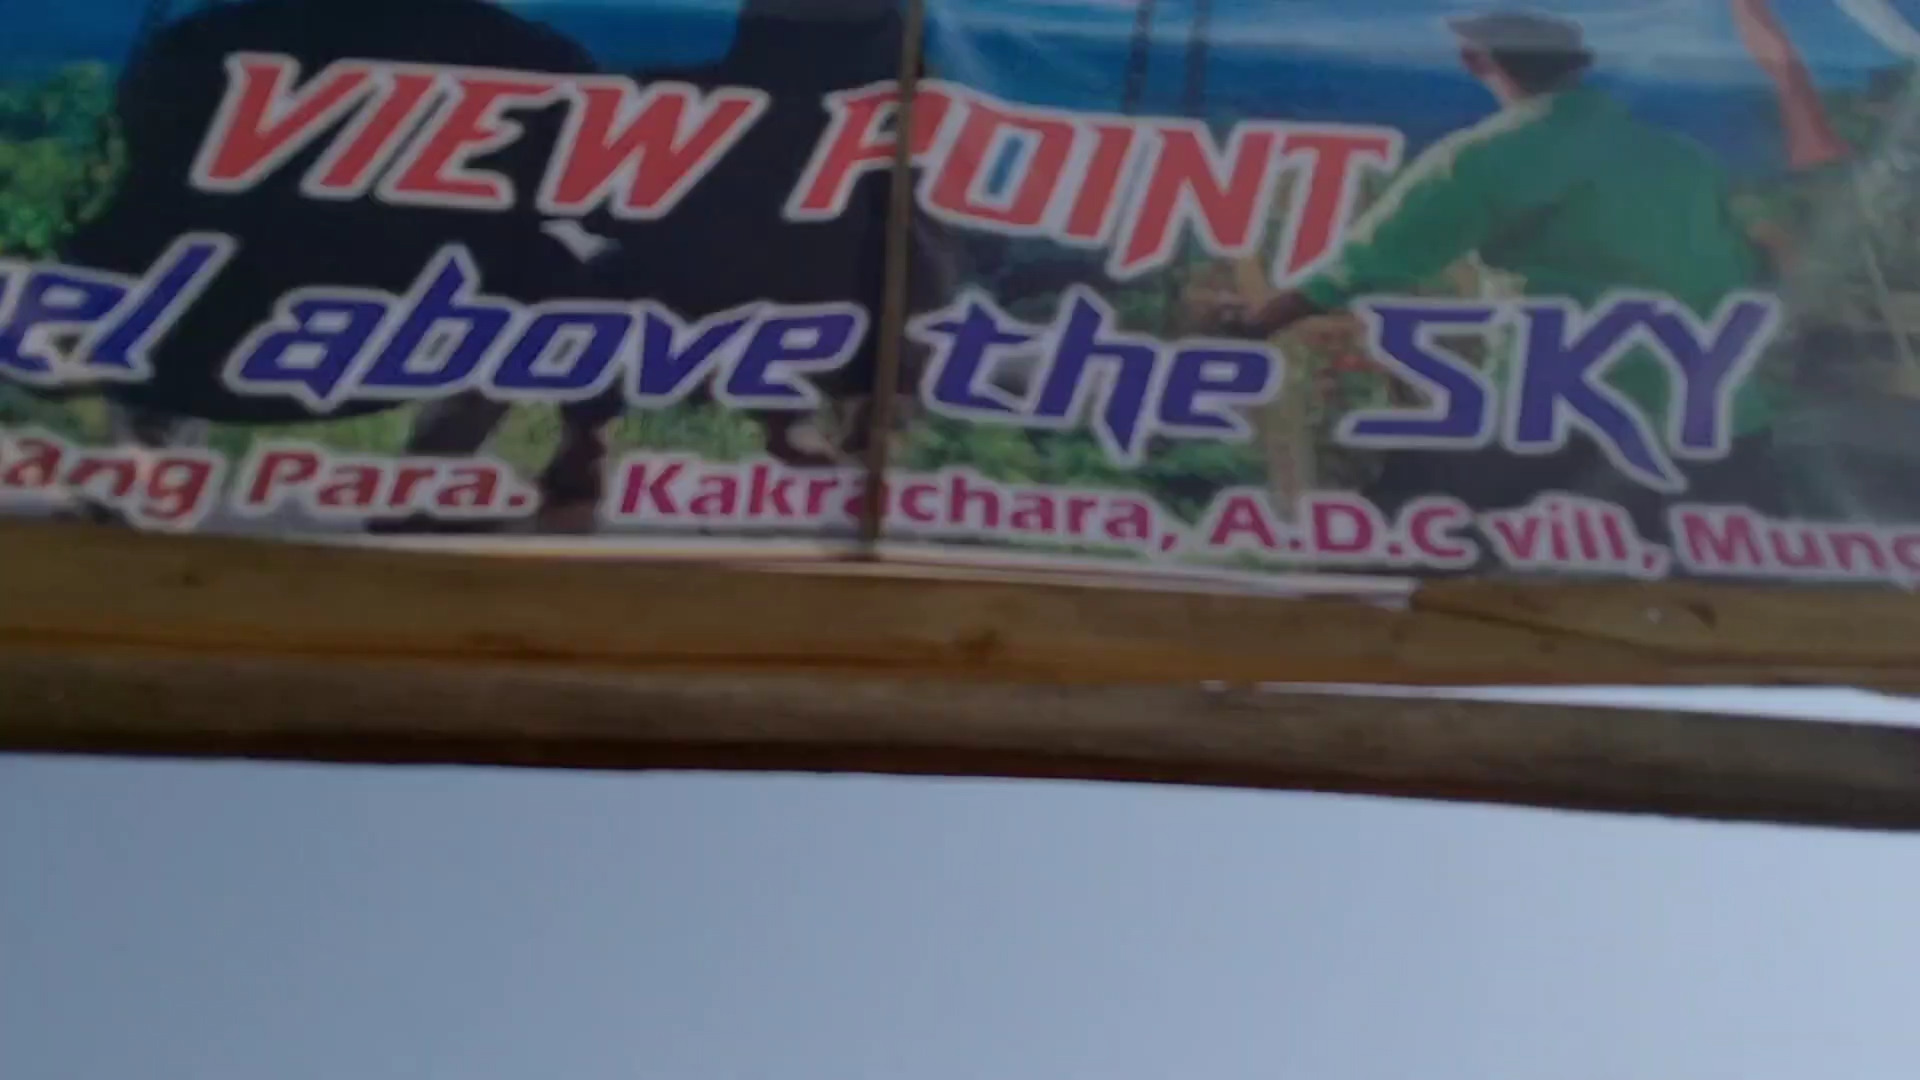 VIEW POINT
above the SKY
Para. Kakrachara, A.D.C vill,